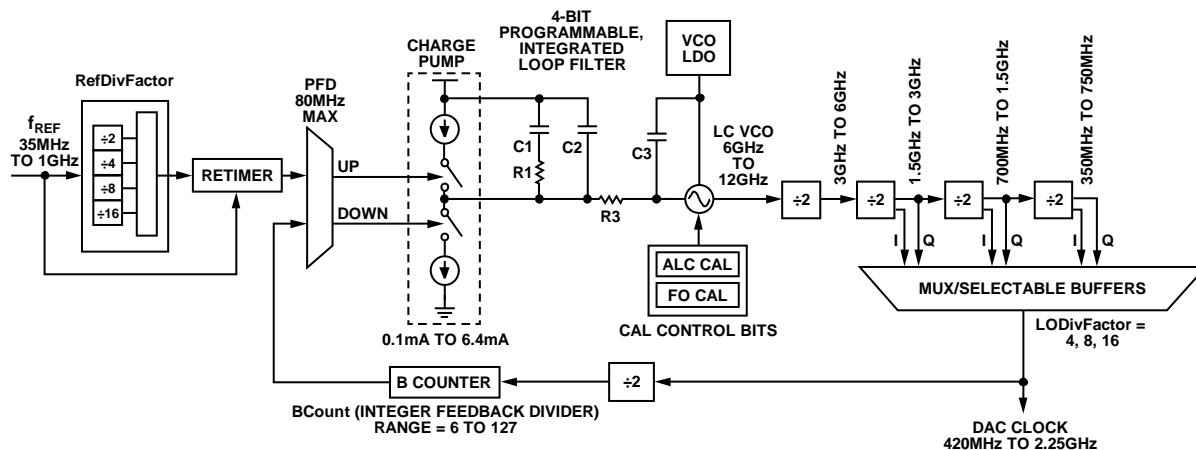 4-BIT
PROGRAMMABLE,
INTEGRATED
LOOP FILTER
VCO
LDO
CHARGE
PUMP
RefDivFactor
fREF
35MHz
TO 1GHz
÷2
÷4
÷8
÷16
RETIMER
PFD
80MHz
MAX
UP
DOWN
C1
R1
C2
C3
R3
LC VCO
6GHz
TO
12GHz
÷2
3GHz TO 6GHz
÷2
1.5GHz TO 3GHz
÷2
700MHz TO 1.5GHz
÷2
350MHz TO 750MHz
I
Q
I
Q
I
Q
ALC CAL
FO CAL
CAL CONTROL BITS
MUX/SELECTABLE BUFFERS
LODivFactor =
4, 8, 16
0.1mA TO 6.4mA
B COUNTER
÷2
BCount (INTEGER FEEDBACK DIVIDER)
RANGE = 6 TO 127
DAC CLOCK
420MHz TO 2.25GHz